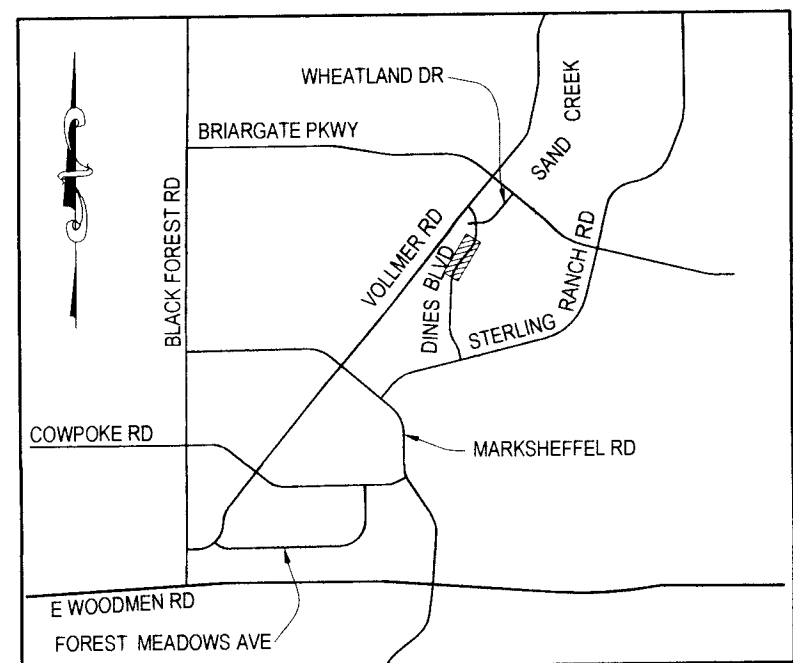 WHEATLAND DR
SAND CREEK
BRIARGATE PKWY
BLACK FOREST RD
VOLLMER RD
DINES BLVD
STERLING RANCH RD
COWPOKE RD
MARKSHEFFEL RD
E WOODMEN RD
FOREST MEADOWS AVE